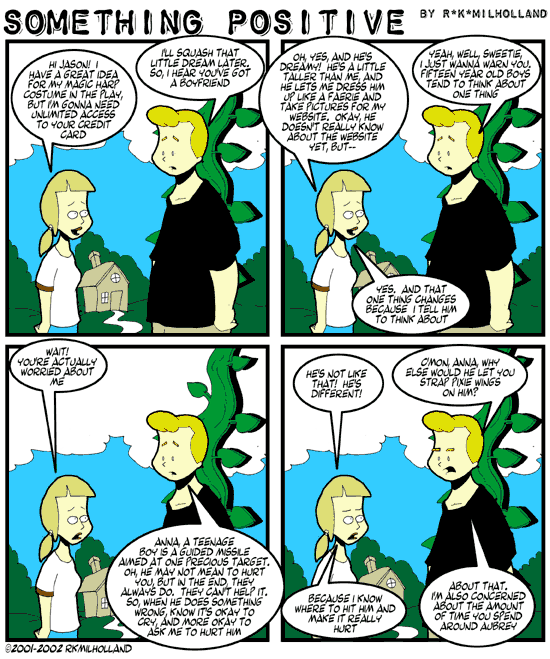 SOMETHING POSITIVE BY R*K*MILHOLLAND
HI JASON! I
HAVE A GREAT IDEA
FOR MY MAGIC HARP
COSTUME IN THE PLAY,
BUT I'M GONNA NEED
UNLIMITED ACCESS
TO YOUR CREDIT
CARD
I'LL SQUASH THAT
LITTLE DREAM LATER.
SO, I HEAR YOU'VE GOT
A BOYFRIEND
OH, YES, AND HE'S
DREAMY! HE'S A LITTLE
TALLER THAN ME, AND
HE LETS ME DRESS HIM
UP LIKE A FAERIE AND
TAKE PICTURES FOR MY
WEBSITE. OKAY, HE
DOESN'T REALLY KNOW
ABOUT THE WEBSITE
YET, BUT--
YEAH, WELL, SWEETIE,
I JUST WANNA WARN YOU.
FIFTEEN YEAR OLD BOYS
TEND TO THINK ABOUT
ONE THING
YES. AND THAT
ONE THING CHANGES
BECAUSE I TELL HIM
TO THINK ABOUT
WAIT!
YOU'RE ACTUALLY
WORRIED ABOUT
ME
ANNA, A TEENAGE
BOY IS A GUIDED MISSILE
AIMED AT ONE PRECIOUS TARGET.
OH, HE MAY NOT MEAN TO HURT
YOU, BUT IN THE END, THEY
ALWAYS DO. THEY CAN'T HELP IT.
SO, WHEN HE DOES SOMETHING
WRONG, KNOW IT'S OKAY TO
CRY, AND MORE OKAY TO
ASK ME TO HURT HIM
HE'S NOT LIKE
THAT! HE'S
DIFFERENT!
C'MON, ANNA, WHY
ELSE WOULD HE LET YOU
STRAP PIXIE WINGS
ON HIM?
BECAUSE I KNOW
WHERE TO HIT HIM AND
MAKE IT REALLY
HURT
ABOUT THAT.
I'M ALSO CONCERNED
ABOUT THE AMOUNT
OF TIME YOU SPEND
AROUND AUBREY
©2001-2002 RKMILHOLLAND